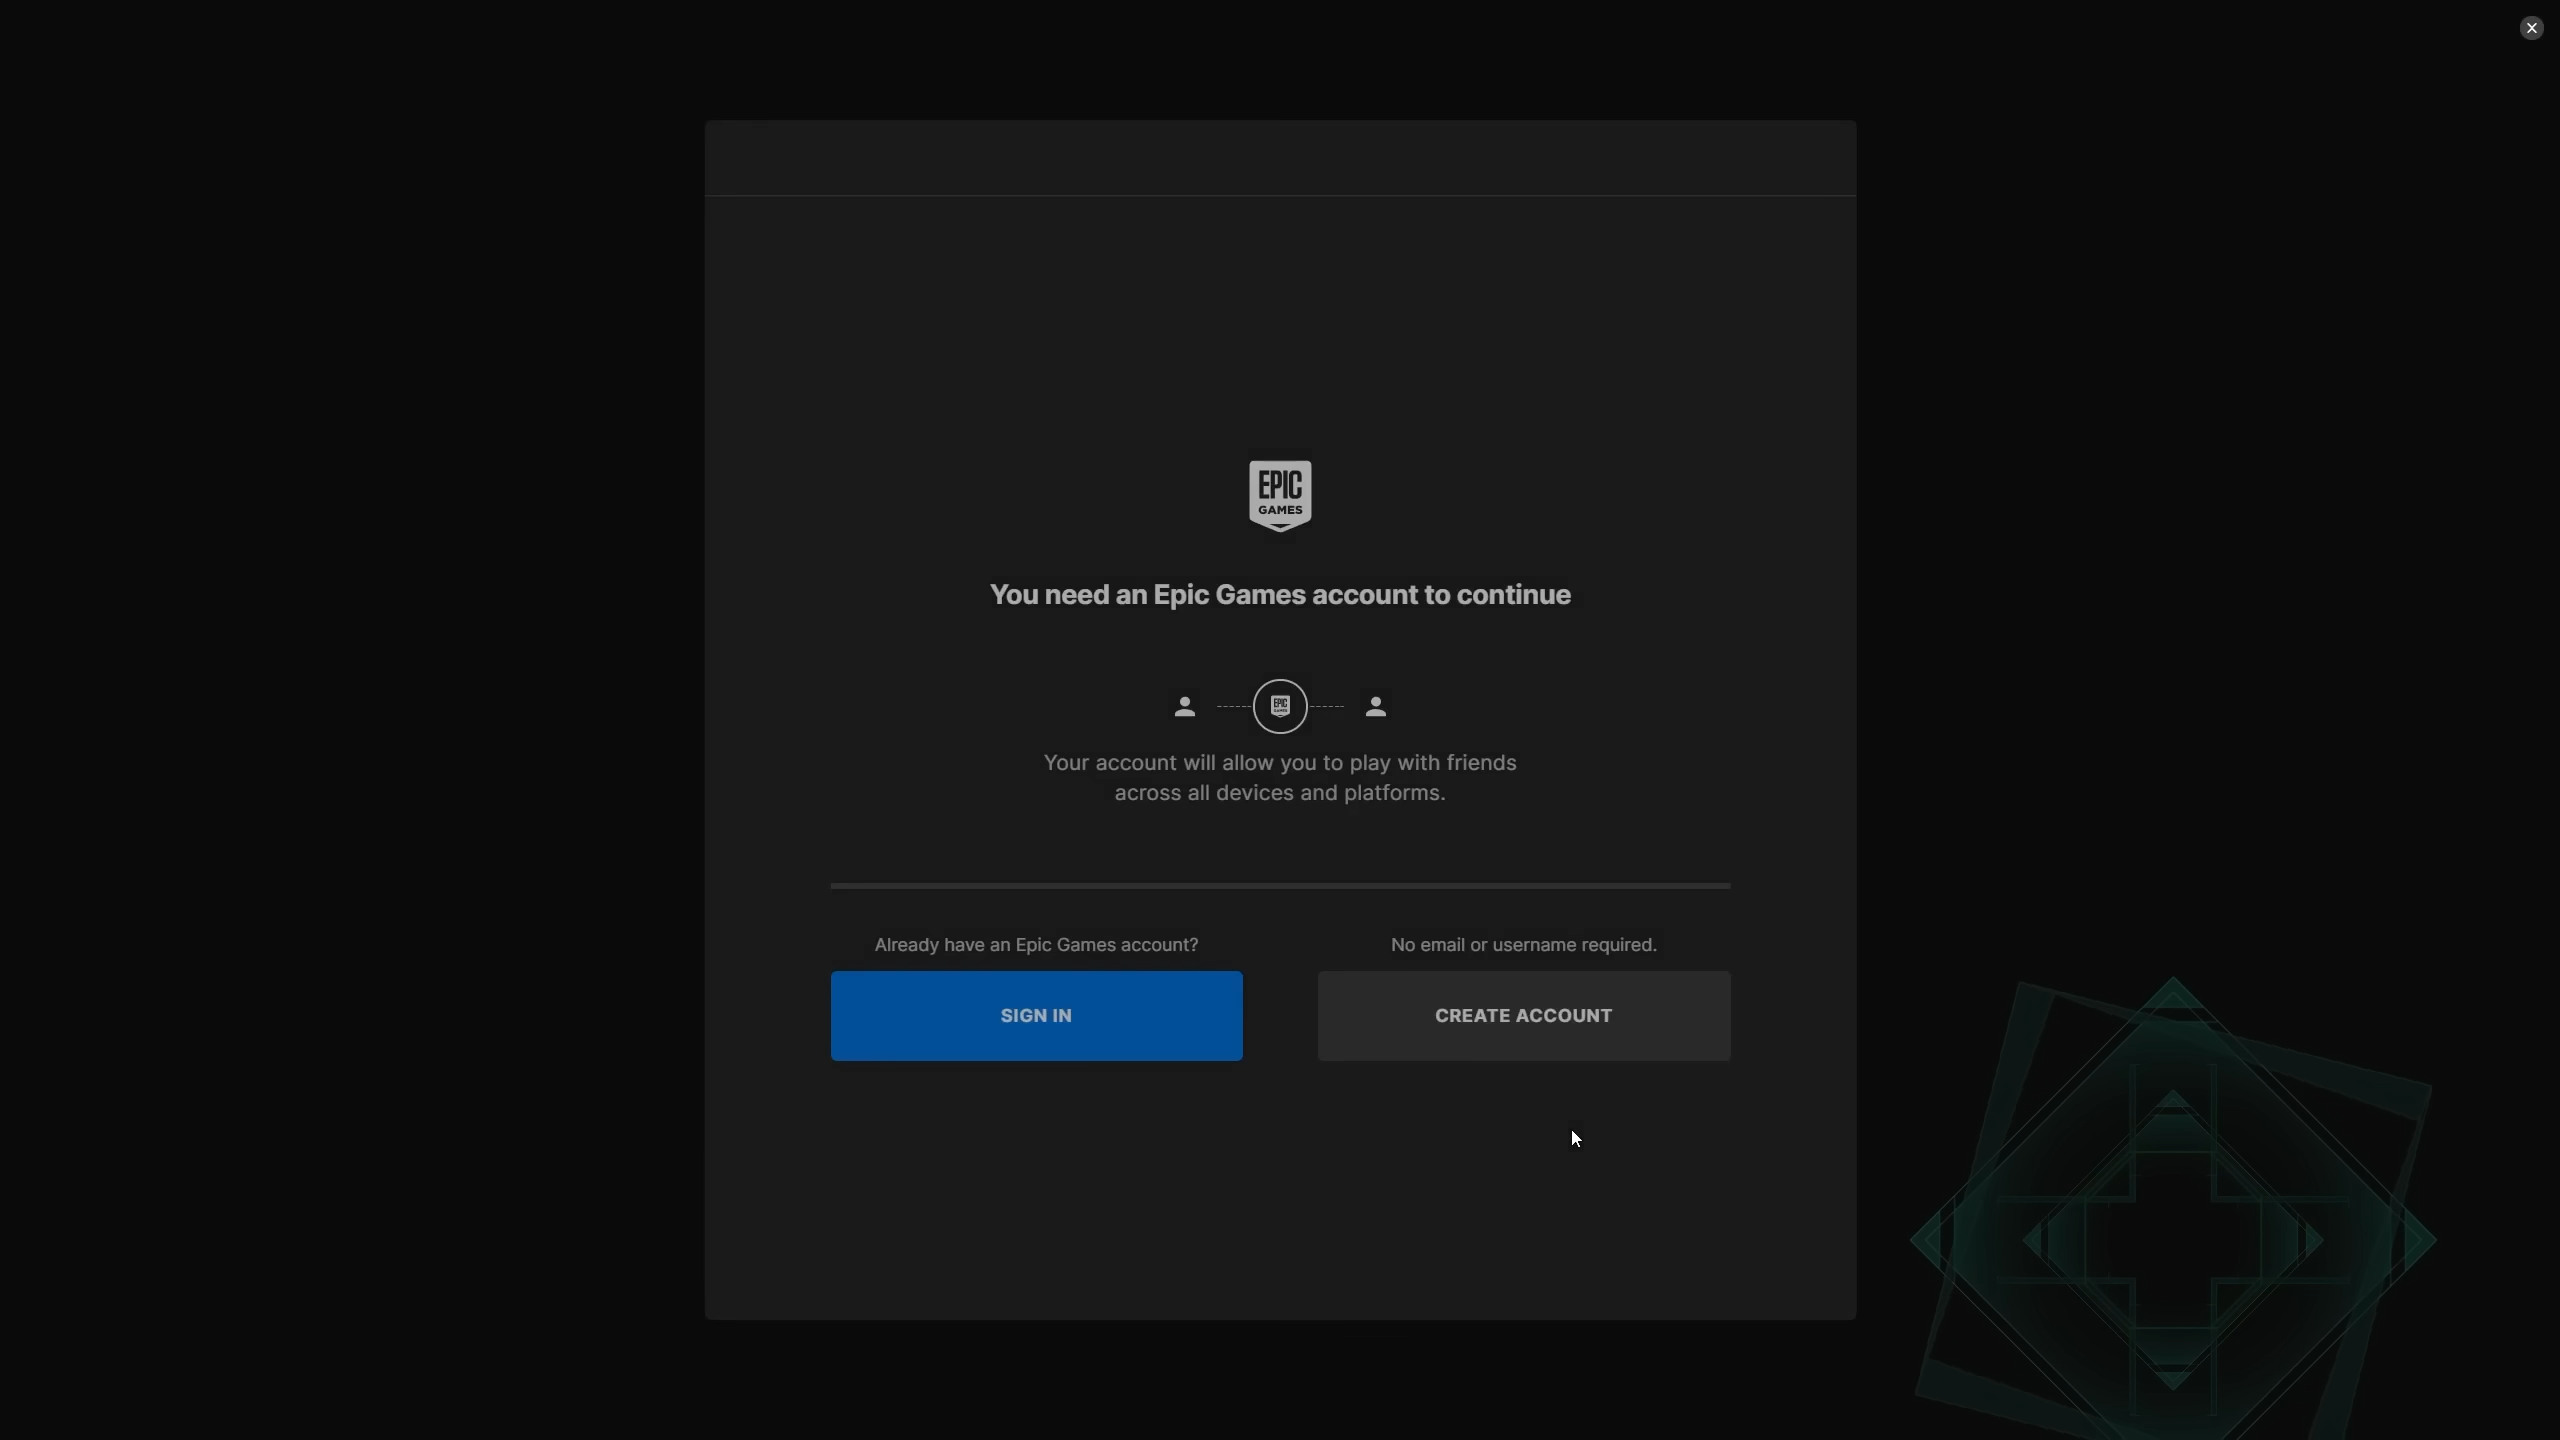 EPIC
GAMES
You need an Epic Games account to continue
EPIC
GAMES
Your account will allow you to play with friends
across all devices and platforms.
Already have an Epic Games account?
No email or username required.
SIGN IN
CREATE ACCOUNT